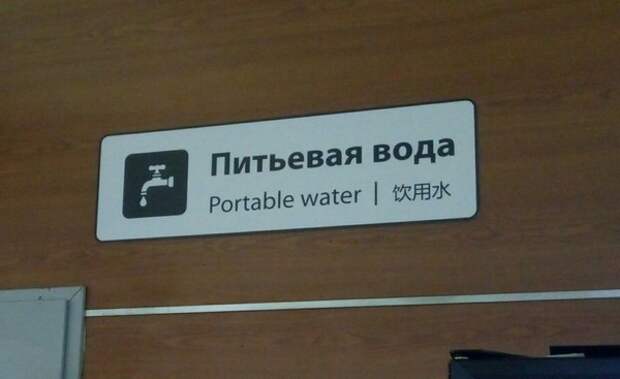 Питьевая вода
Portable water | 饮用水